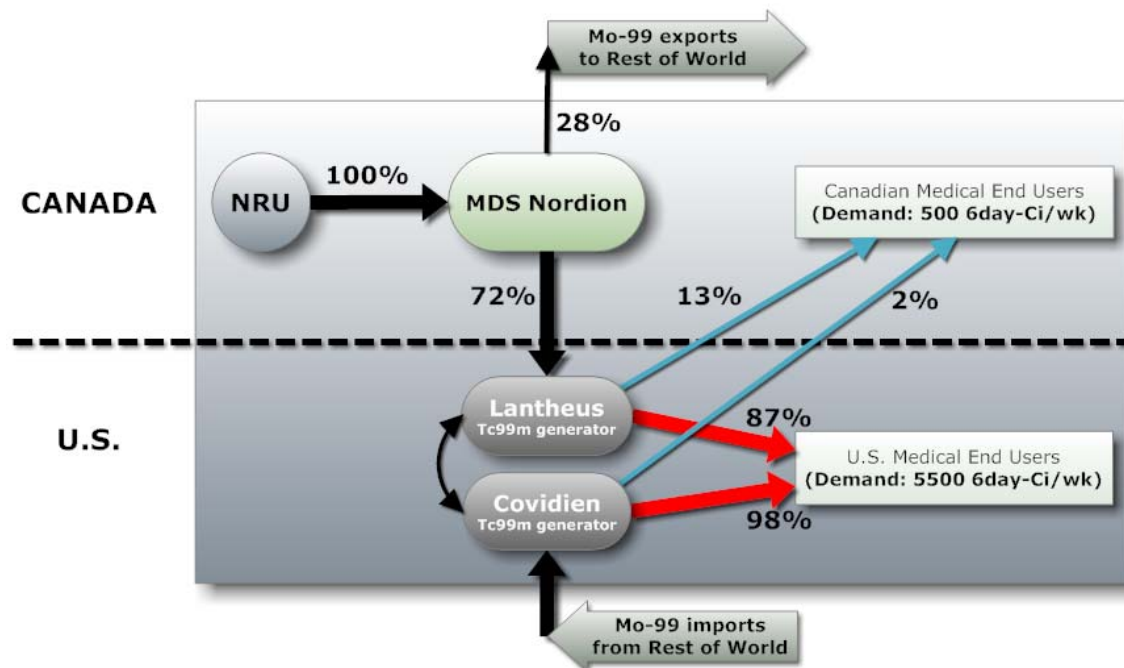 Mo-99 exports
to Rest of World
28%
CANADA
NRU
100%
MDS Nordion
Canadian Medical End Users
(Demand: 500 6day-Ci/wk)
72%
13%
2%
U.S.
Lantheus
Tc99m generator
87%
U.S. Medical End Users
(Demand: 5500 6day-Ci/wk)
Covidien
Tc99m generator
98%
Mo-99 imports
from Rest of World